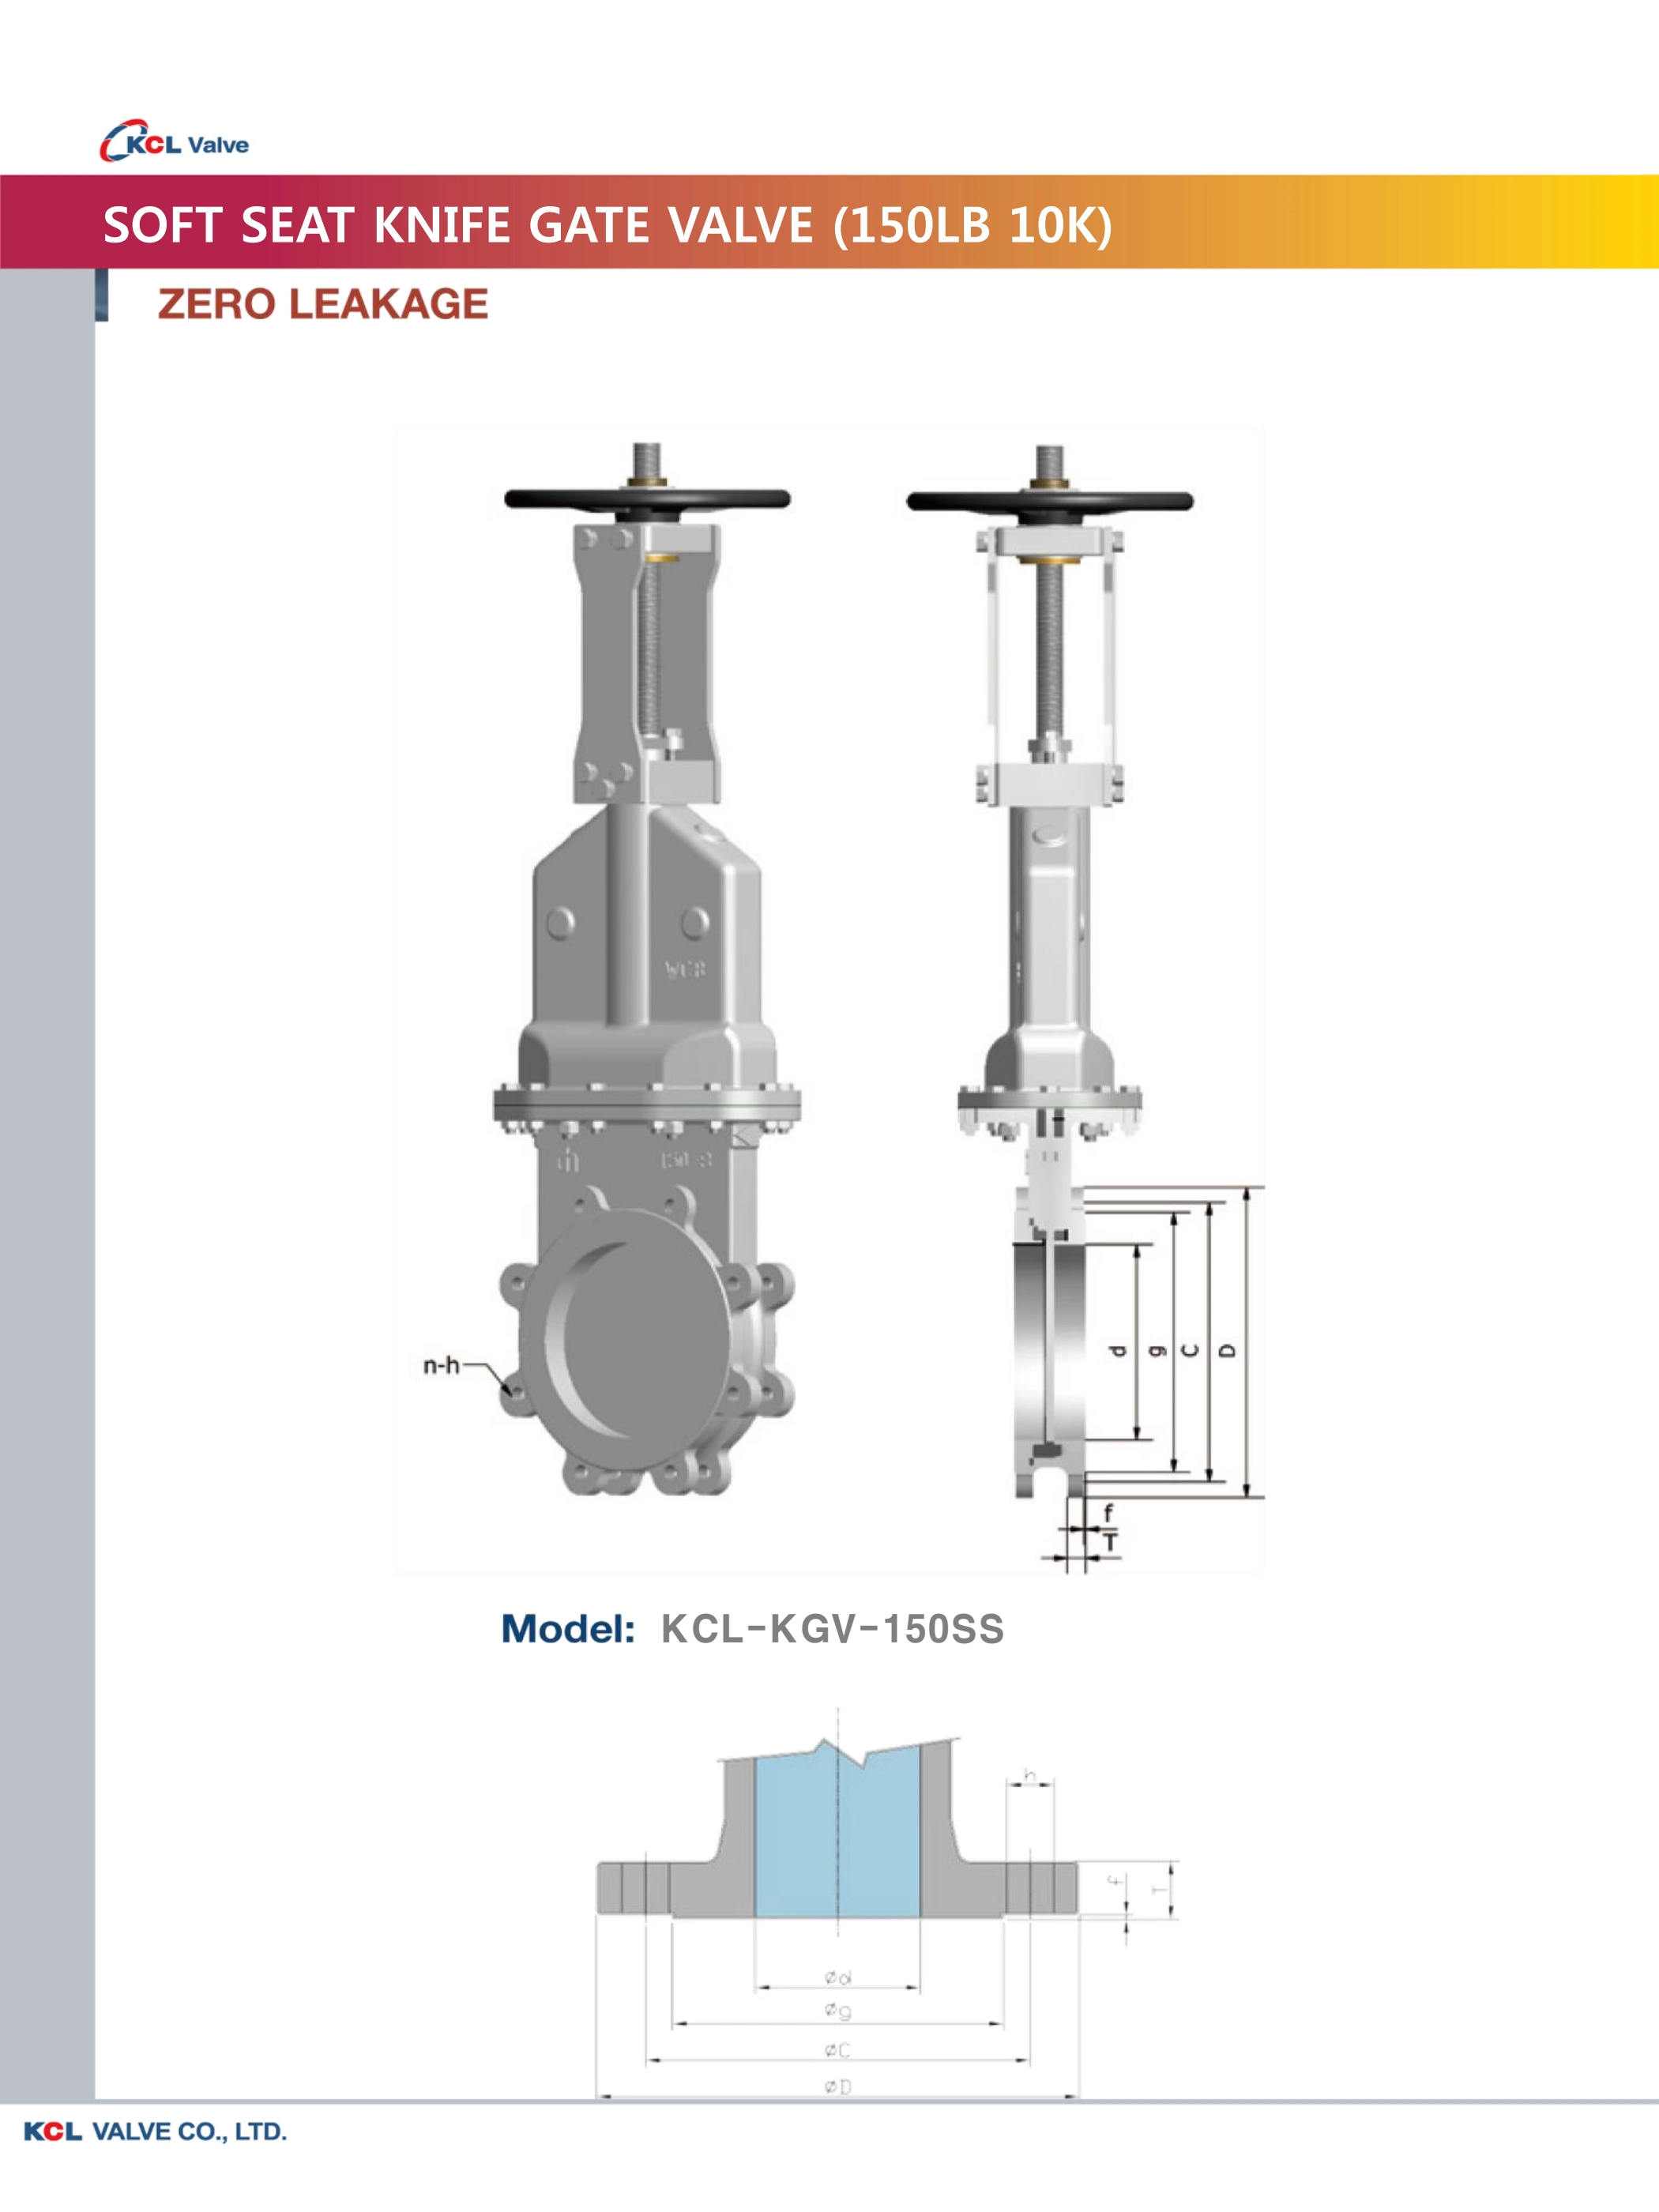 KCL Valve
SOFT SEAT KNIFE GATE VALVE (150LB 10K)
ZERO LEAKAGE
WCB
n-h
d
g
C
D
f
T
Model: KCL-KGV-150SS
h
f
T
Ød
Øg
ØC
ØD
KCL VALVE CO., LTD.